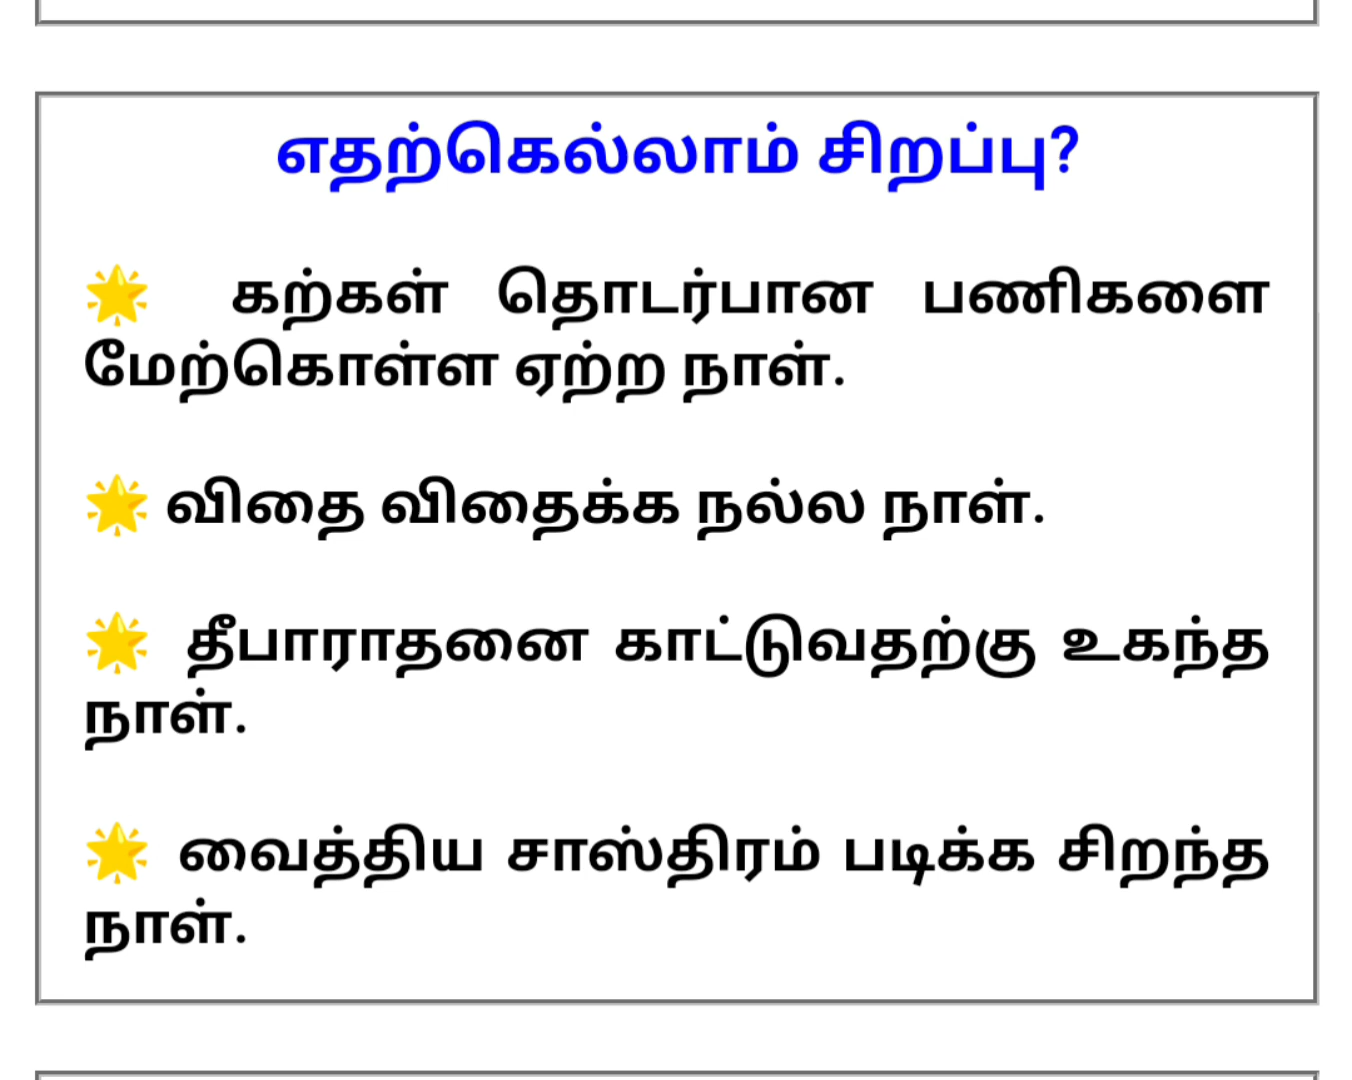 எதற்கெல்லாம் சிறப்பு?
🌟 கற்கள் தொடர்பான பணிகளை
மேற்கொள்ள ஏற்ற நாள்.
🌟 விதை விதைக்க நல்ல நாள்.
🌟 தீபாராதனை காட்டுவதற்கு உகந்த
நாள்.
🌟 வைத்திய சாஸ்திரம் படிக்க சிறந்த
நாள்.